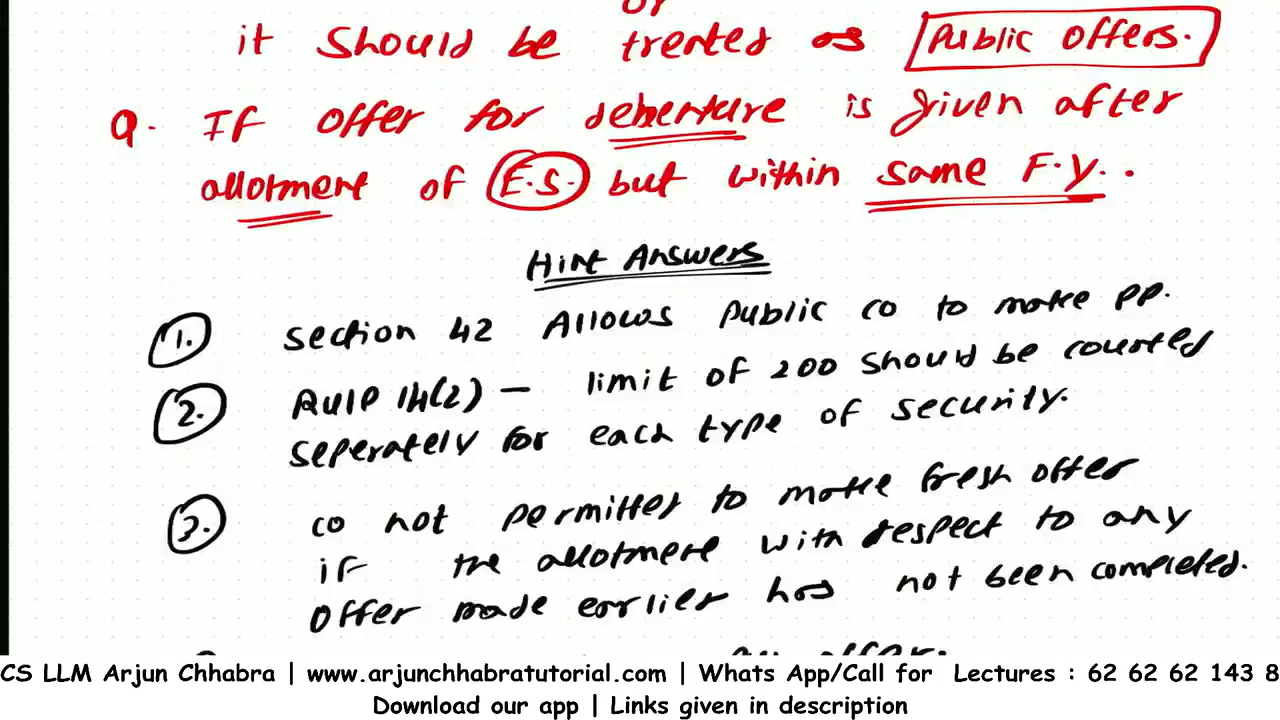 or
it should be treated as Public Offers.
Q. If offer for debenture is given after
allotment of E.S. but within same F.Y..
Hint Answers
1. section 42 Allows public co to make pp.
2. Rule 14(2) - limit of 200 should be counted
seperately for each type of security.
3. co not permitted to make fresh offer
if the allotment with respect to any
offer made earlier has not been completed.
offer.
CS LLM Arjun Chhabra | www.arjunchhabratutorial.com | Whats App/Call for Lectures : 62 62 62 143 8
Download our app | Links given in description